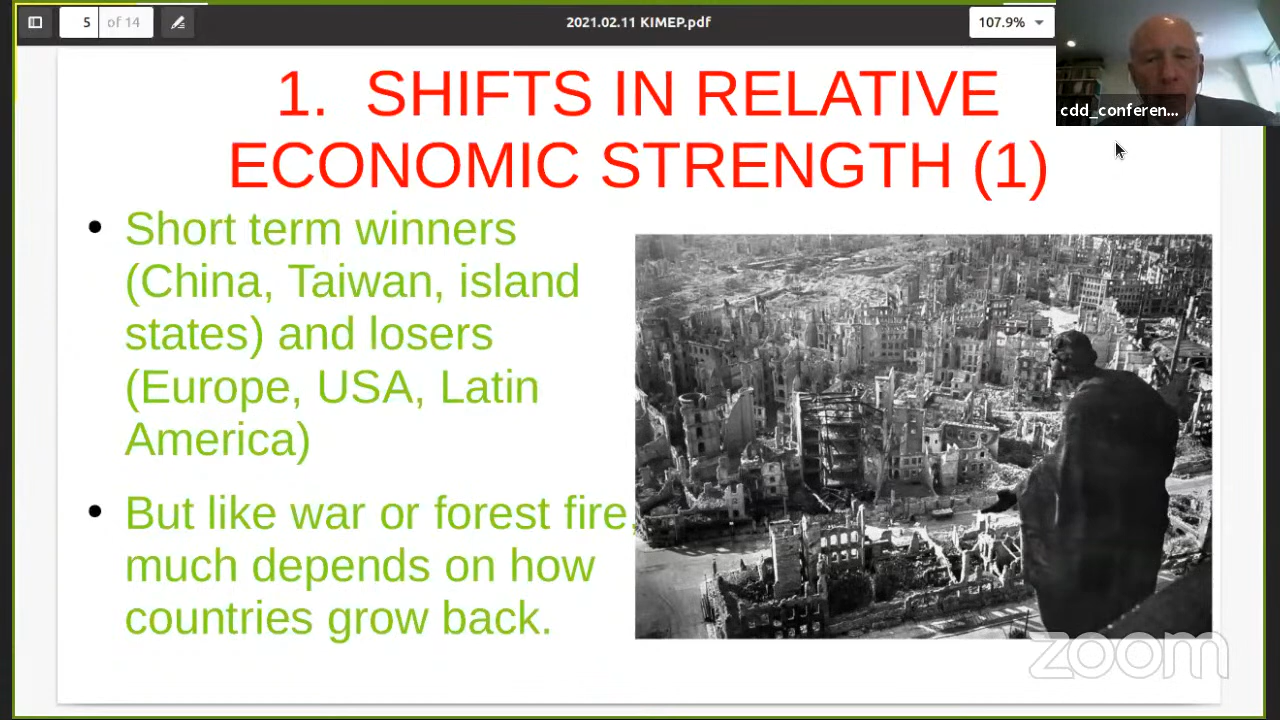 5 of 14
2021.02.11 KIMEP.pdf
107.9%
cdd_conferen...
1. SHIFTS IN RELATIVE
ECONOMIC STRENGTH (1)
• Short term winners
(China, Taiwan, island
states) and losers
(Europe, USA, Latin
America)
• But like war or forest fire,
much depends on how
countries grow back.
zoom